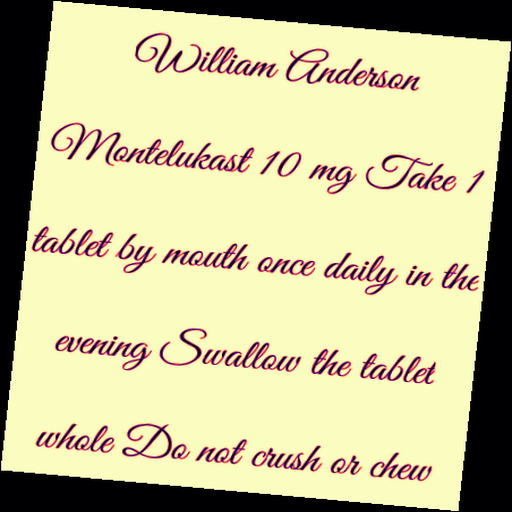 William Anderson
Montelukast 10 mg Take 1
tablet by mouth once daily in the
evening Swallow the tablet
whole Do not crush or chew